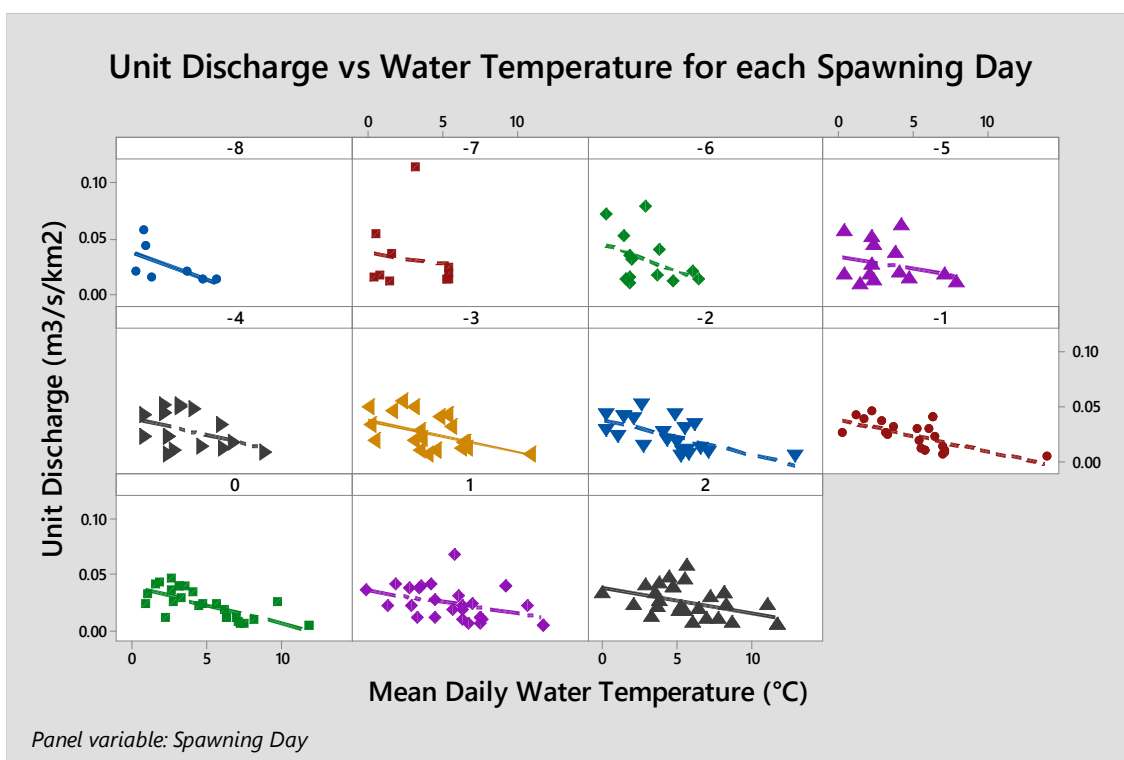 Unit Discharge vs Water Temperature for each Spawning Day
0 5 10 0 5 10
-8 -7 -6 -5
0.10
0.05
0.00
-4 -3 -2 -1
0.10
0.05
0.00
0 1 2
0.10
0.05
0.00
0 5 10 0 5 10
Unit Discharge (m3/s/km2)
Mean Daily Water Temperature (°C)
Panel variable: Spawning Day